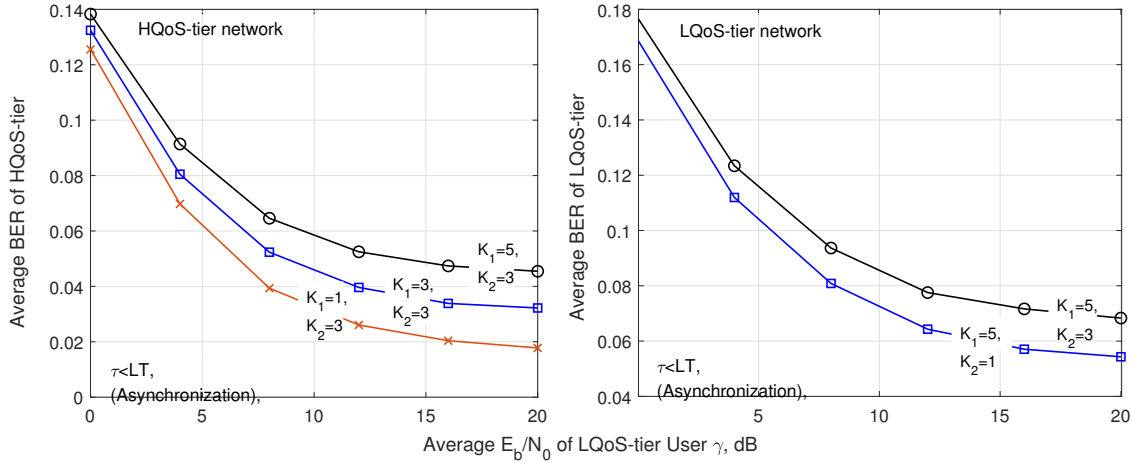 HQoS-tier network
Average BER of HQoS-tier
0.14
0.12
0.1
0.08
0.06
0.04
0.02
0
K1=5,
K2=3
K1=3,
K2=3
K1=1,
K2=3
τ<LT,
(Asynchronization),
0 5 10 15 20
LQoS-tier network
Average BER of LQoS-tier
0.18
0.16
0.14
0.12
0.1
0.08
0.06
0.04
K1=5,
K2=3
K1=5,
K2=1
τ<LT,
(Asynchronization),
5 10 15 20
Average Eb/N0 of LQoS-tier User γ, dB